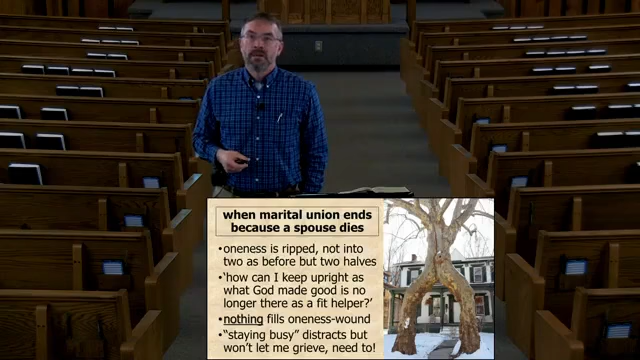 when marital union ends
because a spouse dies
•oneness is ripped, not into
two as before but two halves
•‘how can I keep upright as
what God made good is no
longer there as a fit helper?’
•nothing fills oneness-wound
•“staying busy” distracts but
won’t let me grieve, need to!